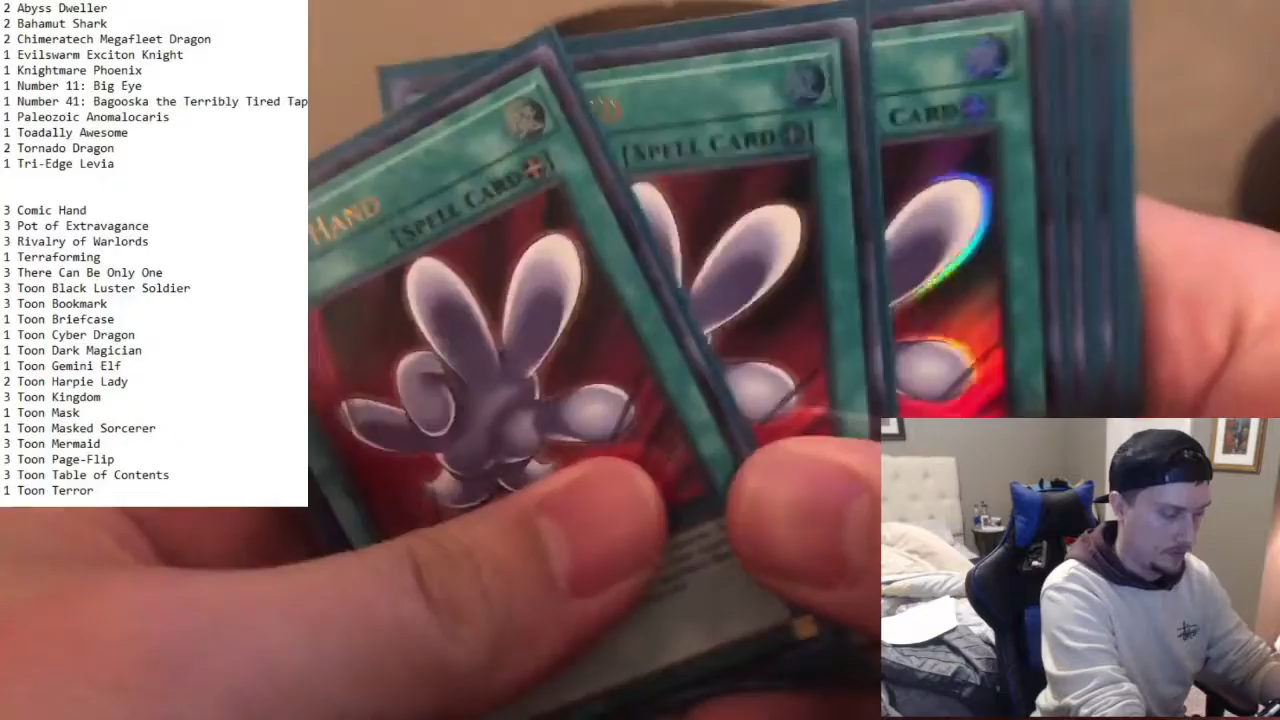 2 Abyss Dweller
2 Bahamut Shark
2 Chimeratech Megafleet Dragon
1 Evilswarm Exciton Knight
1 Knightmare Phoenix
1 Number 11: Big Eye
1 Number 41: Bagooska the Terribly Tired Tap
1 Paleozoic Anomalocaris
1 Toadally Awesome
2 Tornado Dragon
1 Tri-Edge Levia
3 Comic Hand
3 Pot of Extravagance
3 Rivalry of Warlords
1 Terraforming
3 There Can Be Only One
3 Toon Black Luster Soldier
3 Toon Bookmark
1 Toon Briefcase
1 Toon Cyber Dragon
1 Toon Dark Magician
1 Toon Gemini Elf
2 Toon Harpie Lady
3 Toon Kingdom
1 Toon Mask
1 Toon Masked Sorcerer
3 Toon Mermaid
3 Toon Page-Flip
3 Toon Table of Contents
1 Toon Terror
HAND
[SPELL CARD]
[SPELL CARD]
CARD